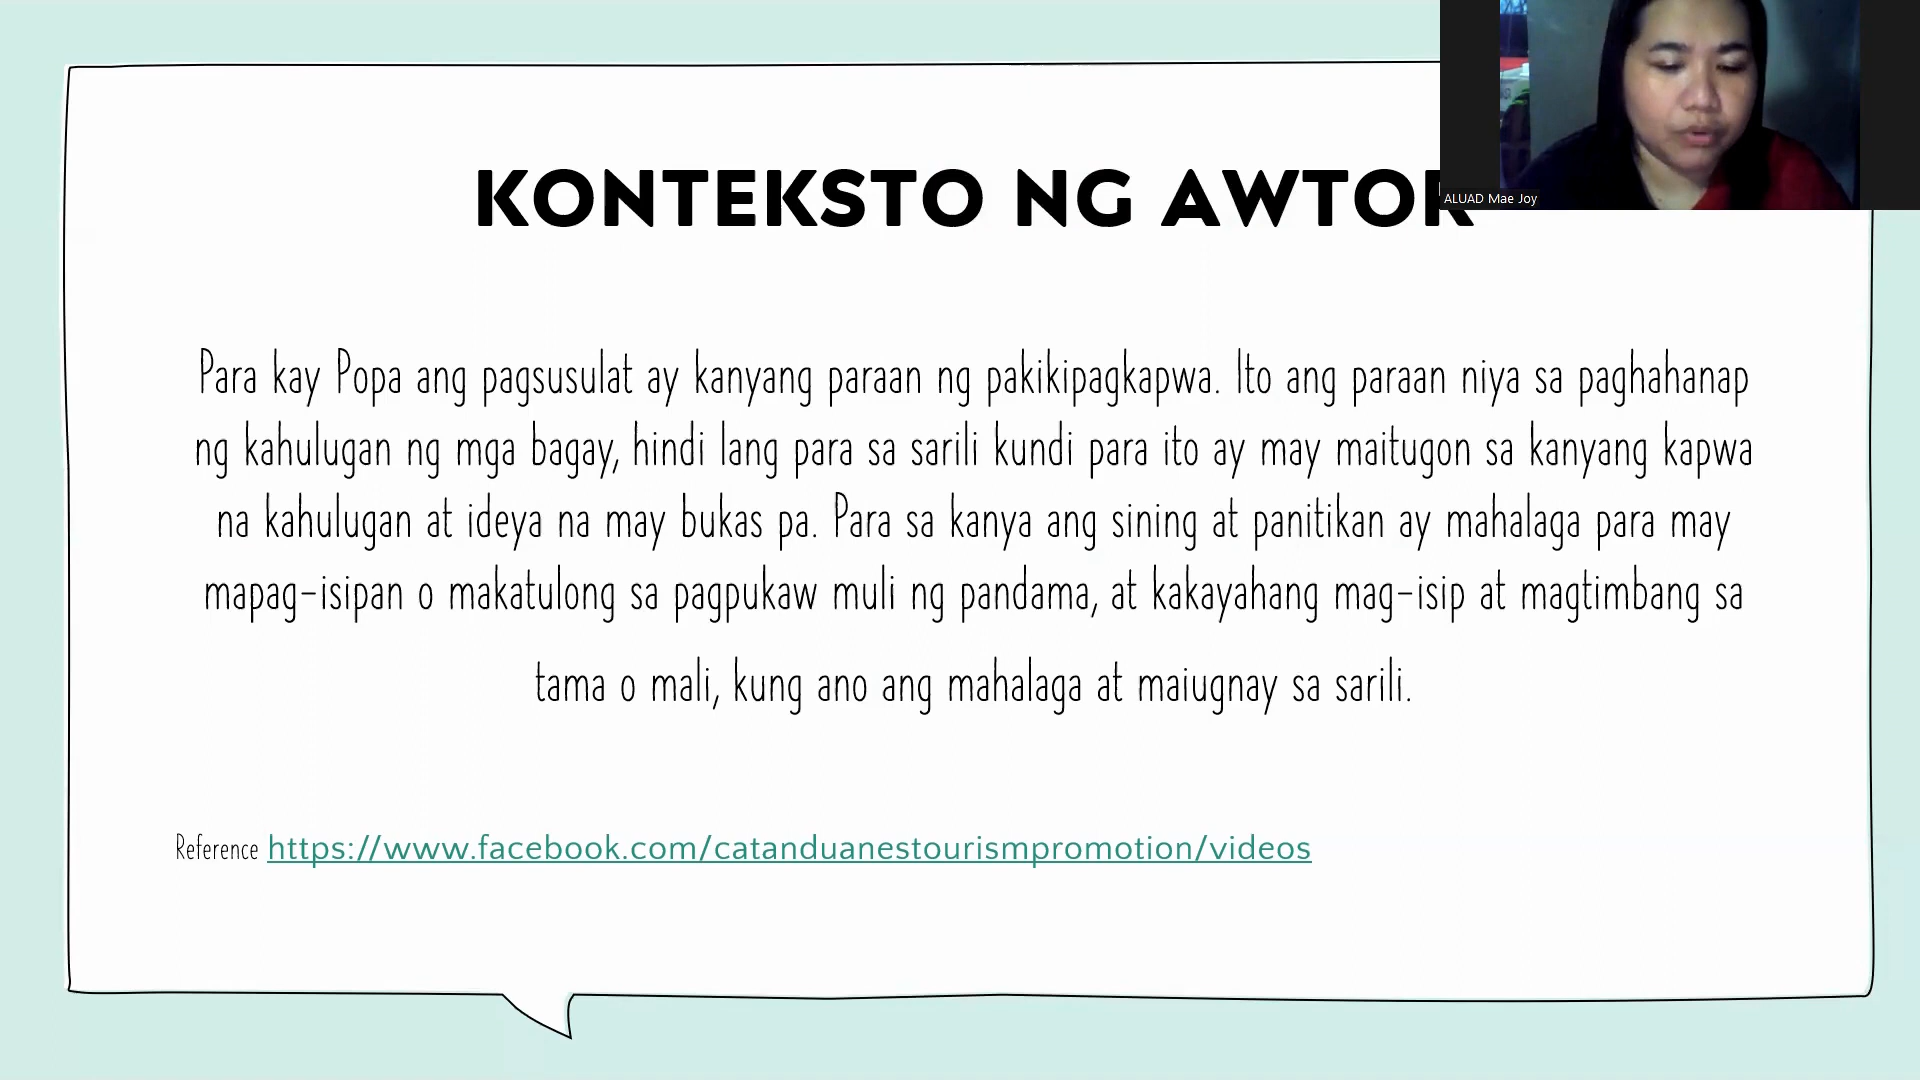 KONTEKSTO NG AWTOR
ALUAD Mae Joy
Para kay Popa ang pagsusulat ay kanyang paraan ng pakikipagkapwa. Ito ang paraan niya sa paghahanap
ng kahulugan ng mga bagay, hindi lang para sa sarili kundi para ito ay may maitugon sa kanyang kapwa
na kahulugan at ideya na may bukas pa. Para sa kanya ang sining at panitikan ay mahalaga para may
mapag-isipan o makatulong sa pagpukaw muli ng pandama, at kakayahang mag-isip at magtimbang sa
tama o mali, kung ano ang mahalaga at maiugnay sa sarili.
Reference https://www.facebook.com/catanduanestourismpromotion/videos